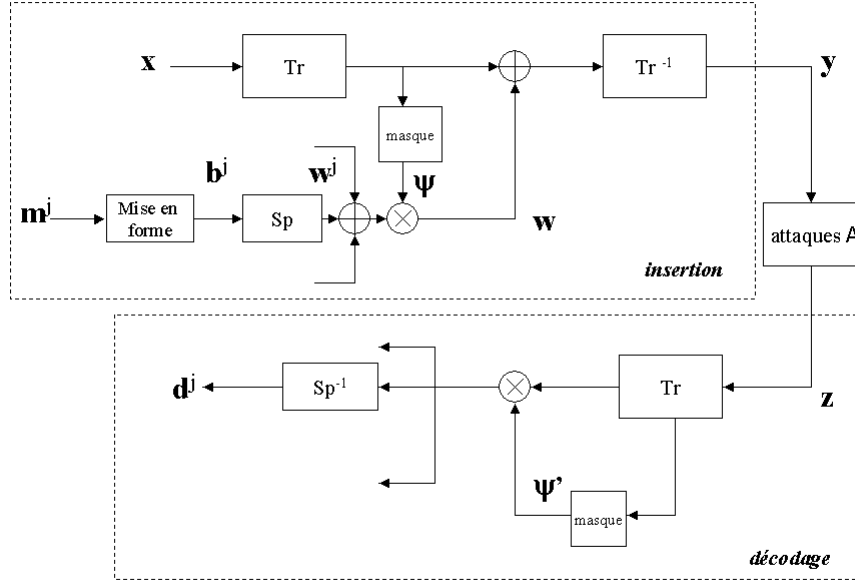 x
Tr
Tr -1
y
masque
b j
w j
ψ
m j
Mise en
forme
Sp
w
attaques A
insertion
d j
Sp-1
Tr
z
ψ'
masque
décodage